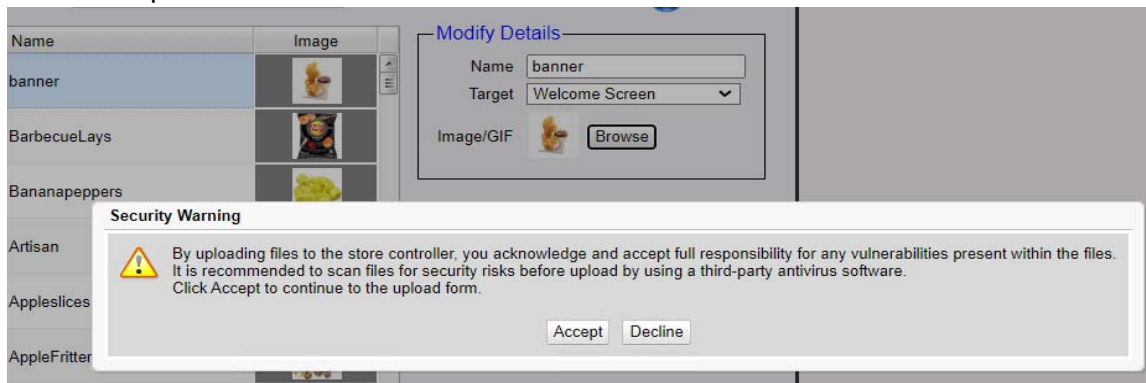 Name Image
banner
BarbecueLays
Bananapeppers
Artisan
Appleslices
AppleFritter
Modify Details
Name banner
Target Welcome Screen
Image/GIF Browse
Security Warning
By uploading files to the store controller, you acknowledge and accept full responsibility for any vulnerabilities present within the files.
It is recommended to scan files for security risks before upload by using a third-party antivirus software.
Click Accept to continue to the upload form.
Accept Decline